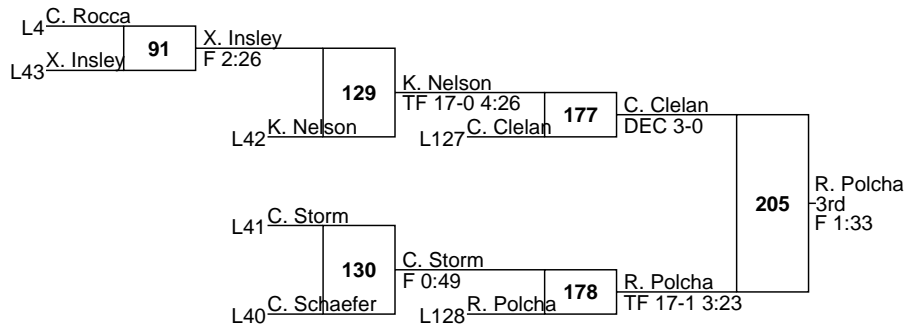 L4 C. Rocca
91
L43 X. Insley
X. Insley
F 2:26
129
L42 K. Nelson
K. Nelson
TF 17-0 4:26
177
L127 C. Clelan
C. Clelan
DEC 3-0
205
R. Polcha
3rd
F 1:33
L41 C. Storm
130
L40 C. Schaefer
C. Storm
F 0:49
178
L128 R. Polcha
R. Polcha
TF 17-1 3:23